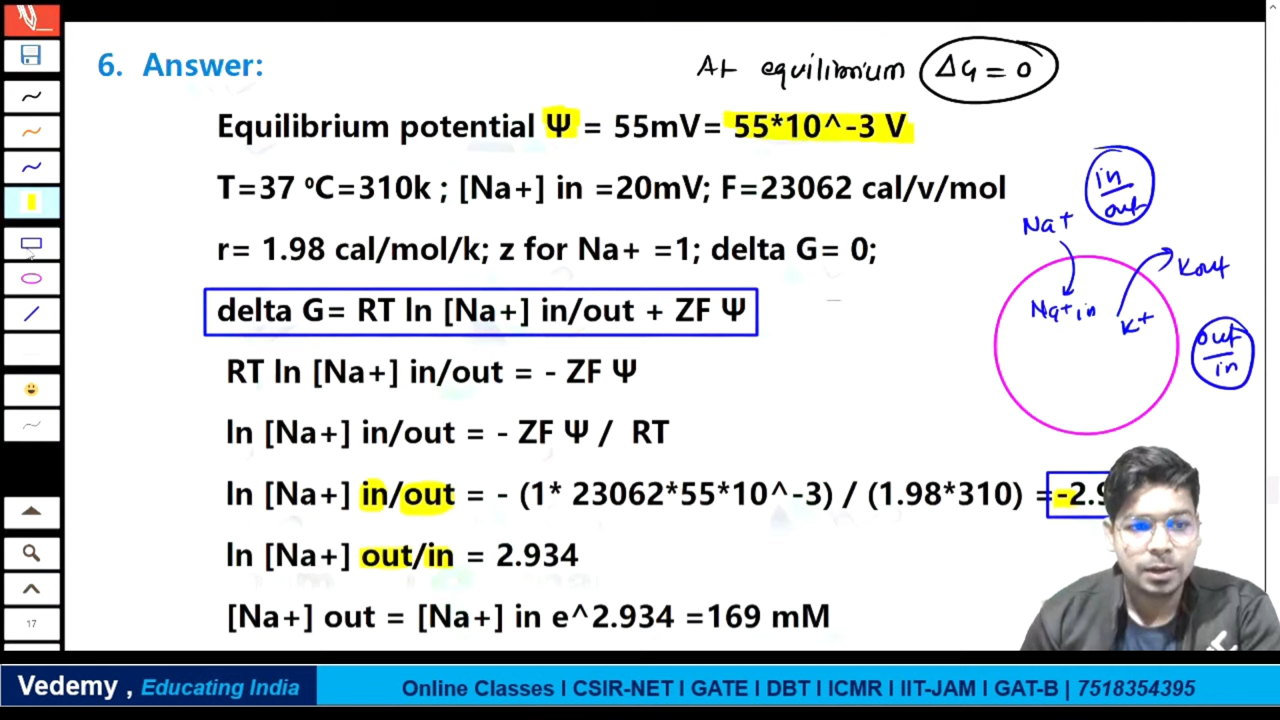 6. Answer:
At equilibrium ΔG = 0
Equilibrium potential Ψ = 55mV= 55*10^-3 V
T=37 ⁰C=310k ; [Na+] in =20mV; F=23062 cal/v/mol
in
out
Na+
r= 1.98 cal/mol/k; z for Na+ =1; delta G= 0;
K out
delta G= RT ln [Na+] in/out + ZF Ψ
Na+ in
K+
out
in
RT ln [Na+] in/out = - ZF Ψ
ln [Na+] in/out = - ZF Ψ / RT
ln [Na+] in/out = - (1* 23062*55*10^-3) / (1.98*310) =-2.9
ln [Na+] out/in = 2.934
[Na+] out = [Na+] in e^2.934 =169 mM
17
Vedemy , Educating India
Online Classes I CSIR-NET I GATE I DBT I ICMR I IIT-JAM I GAT-B | 7518354395